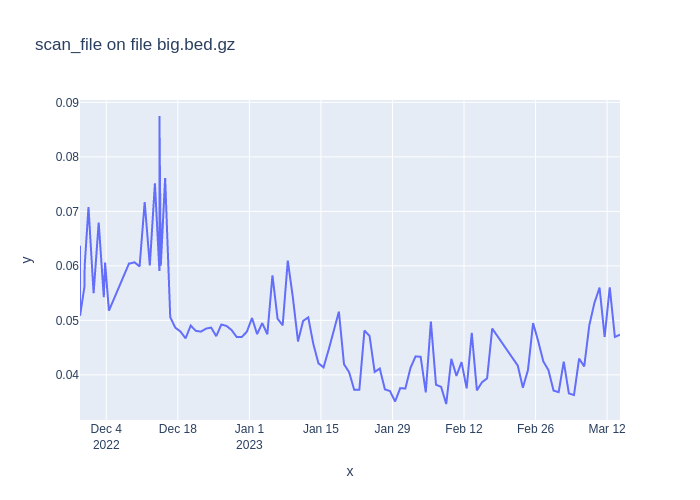 scan_file on file big.bed.gz
0.09
0.08
0.07
0.06
0.05
0.04
y
Dec 4
2022
Dec 18
Jan 1
2023
Jan 15
Jan 29
Feb 12
Feb 26
Mar 12
x